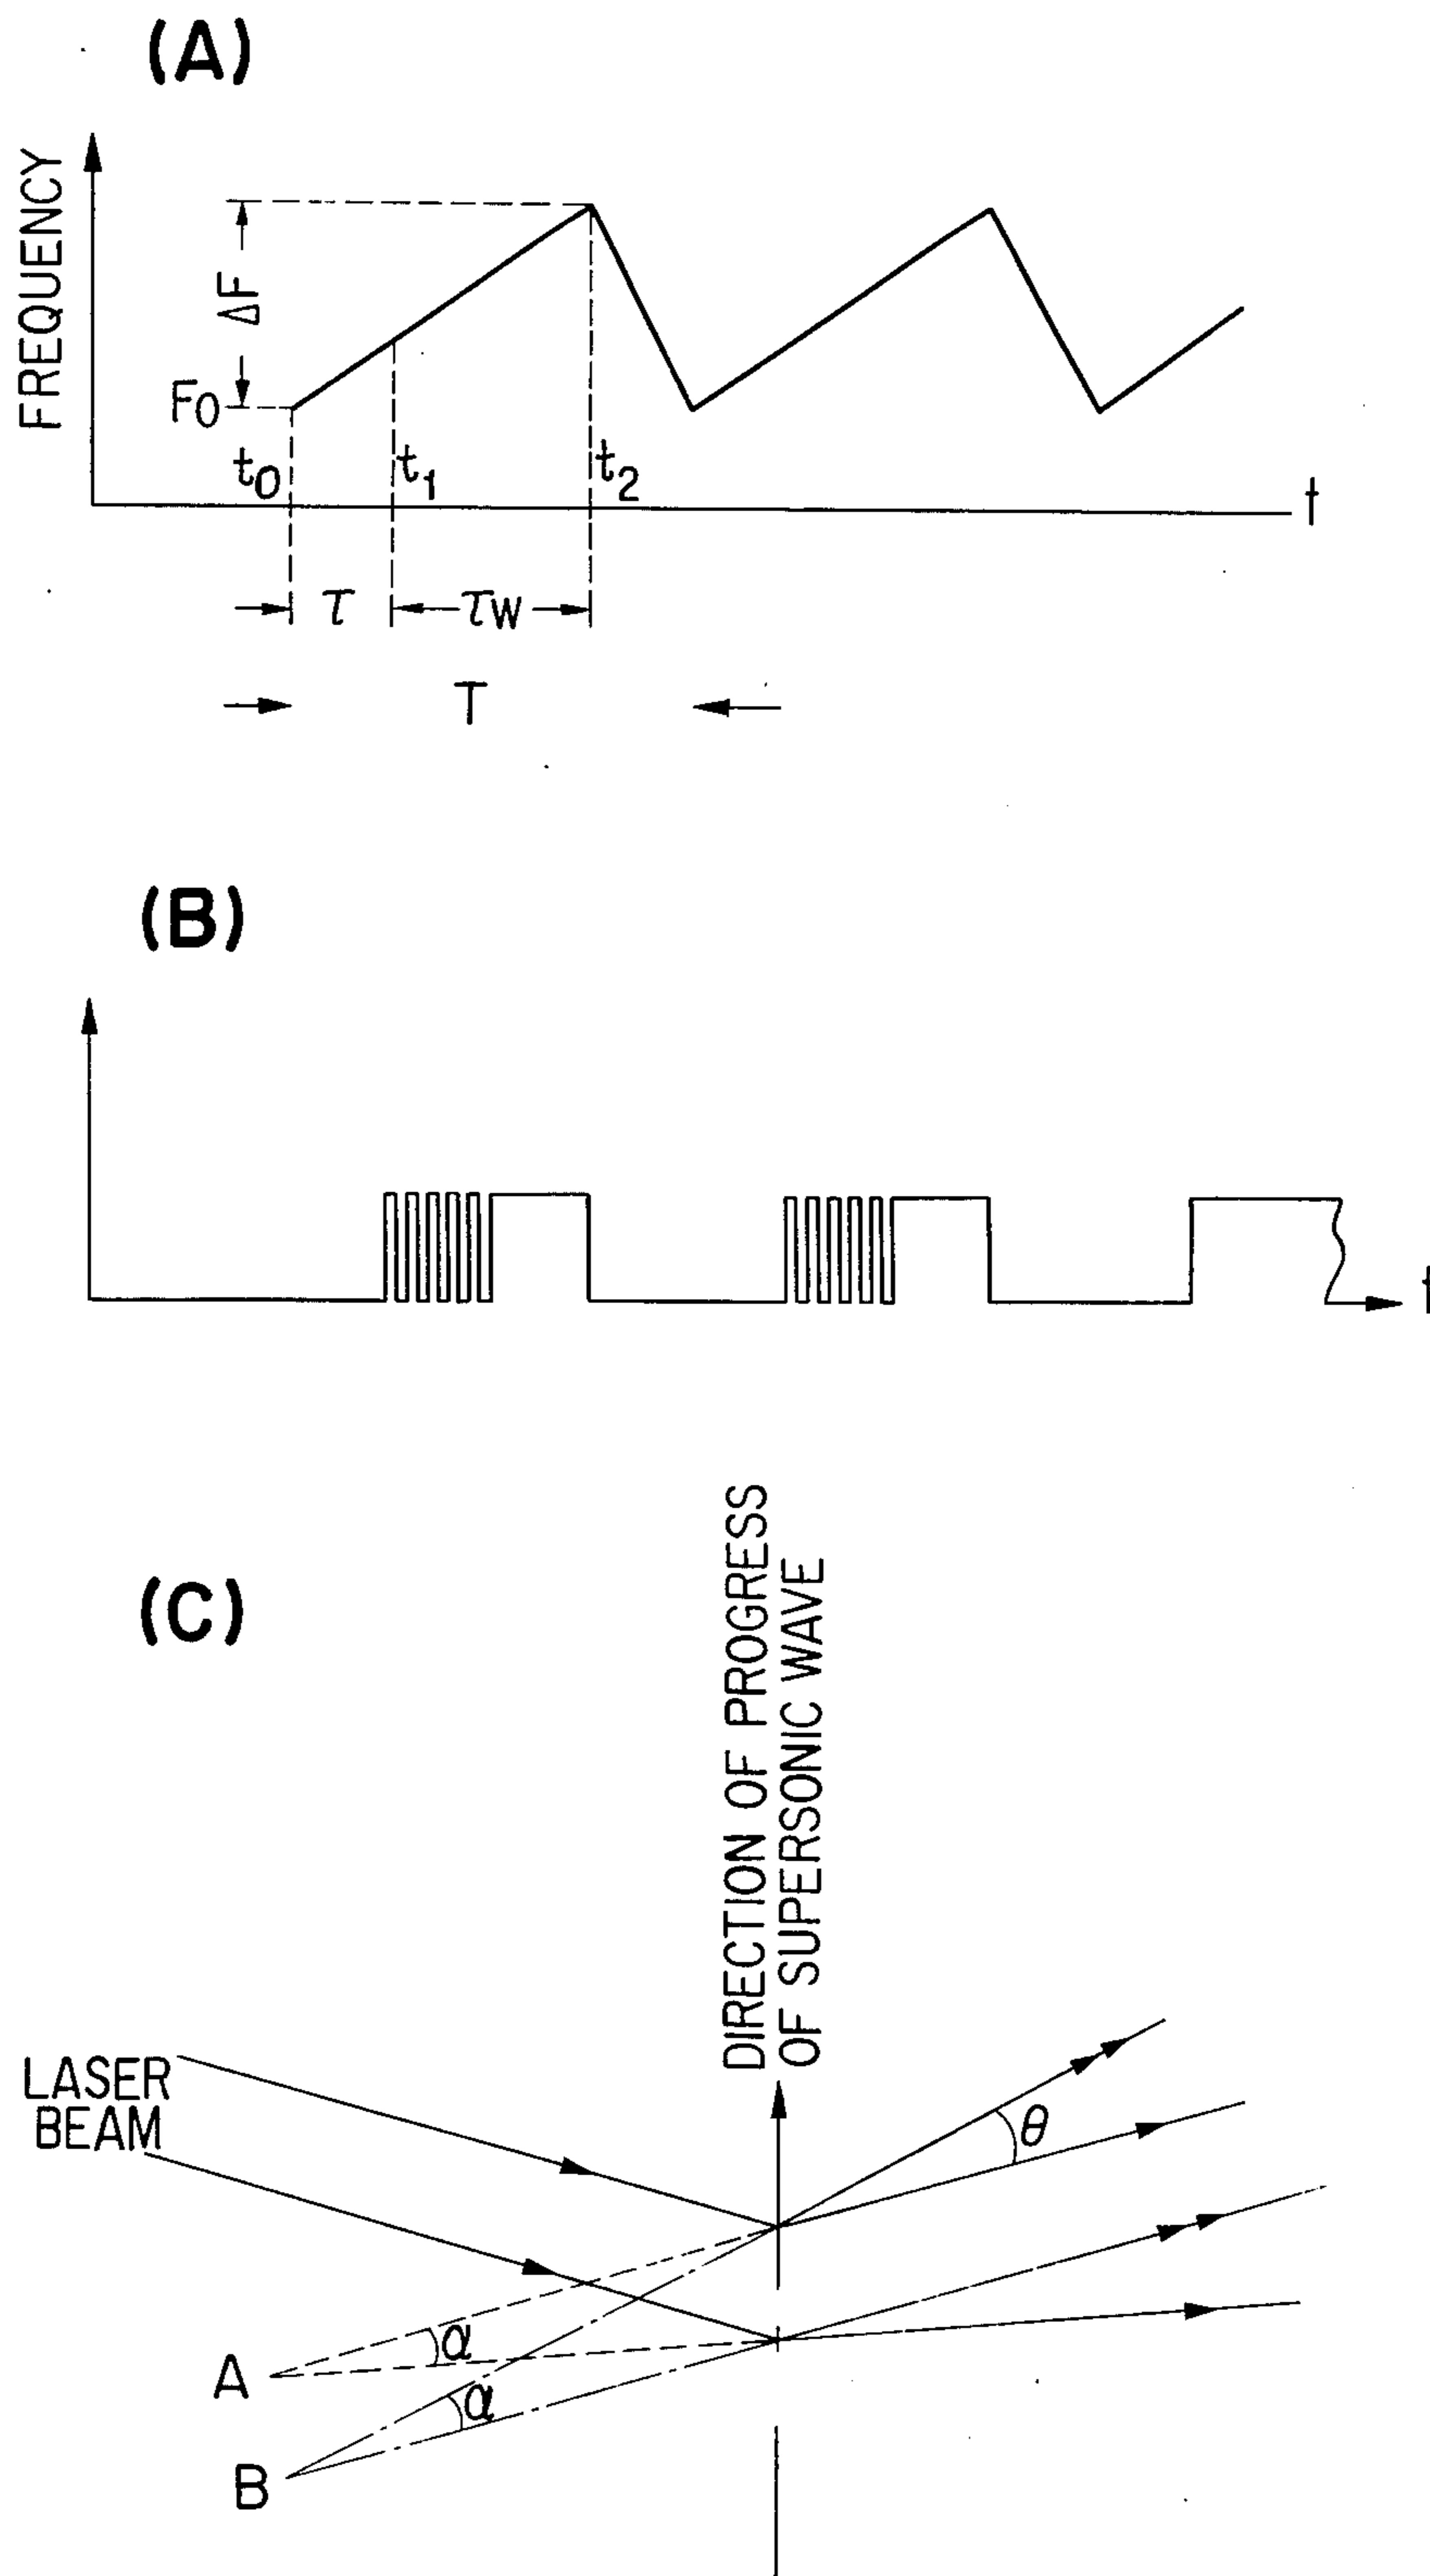 (A)
FREQUENCY
ΔF
F0
t0
t1
t2
t
τ
τw
T
(B)
t
(C)
DIRECTION OF PROGRESS
OF SUPERSONIC WAVE
LASER
BEAM
θ
α
A
α
B